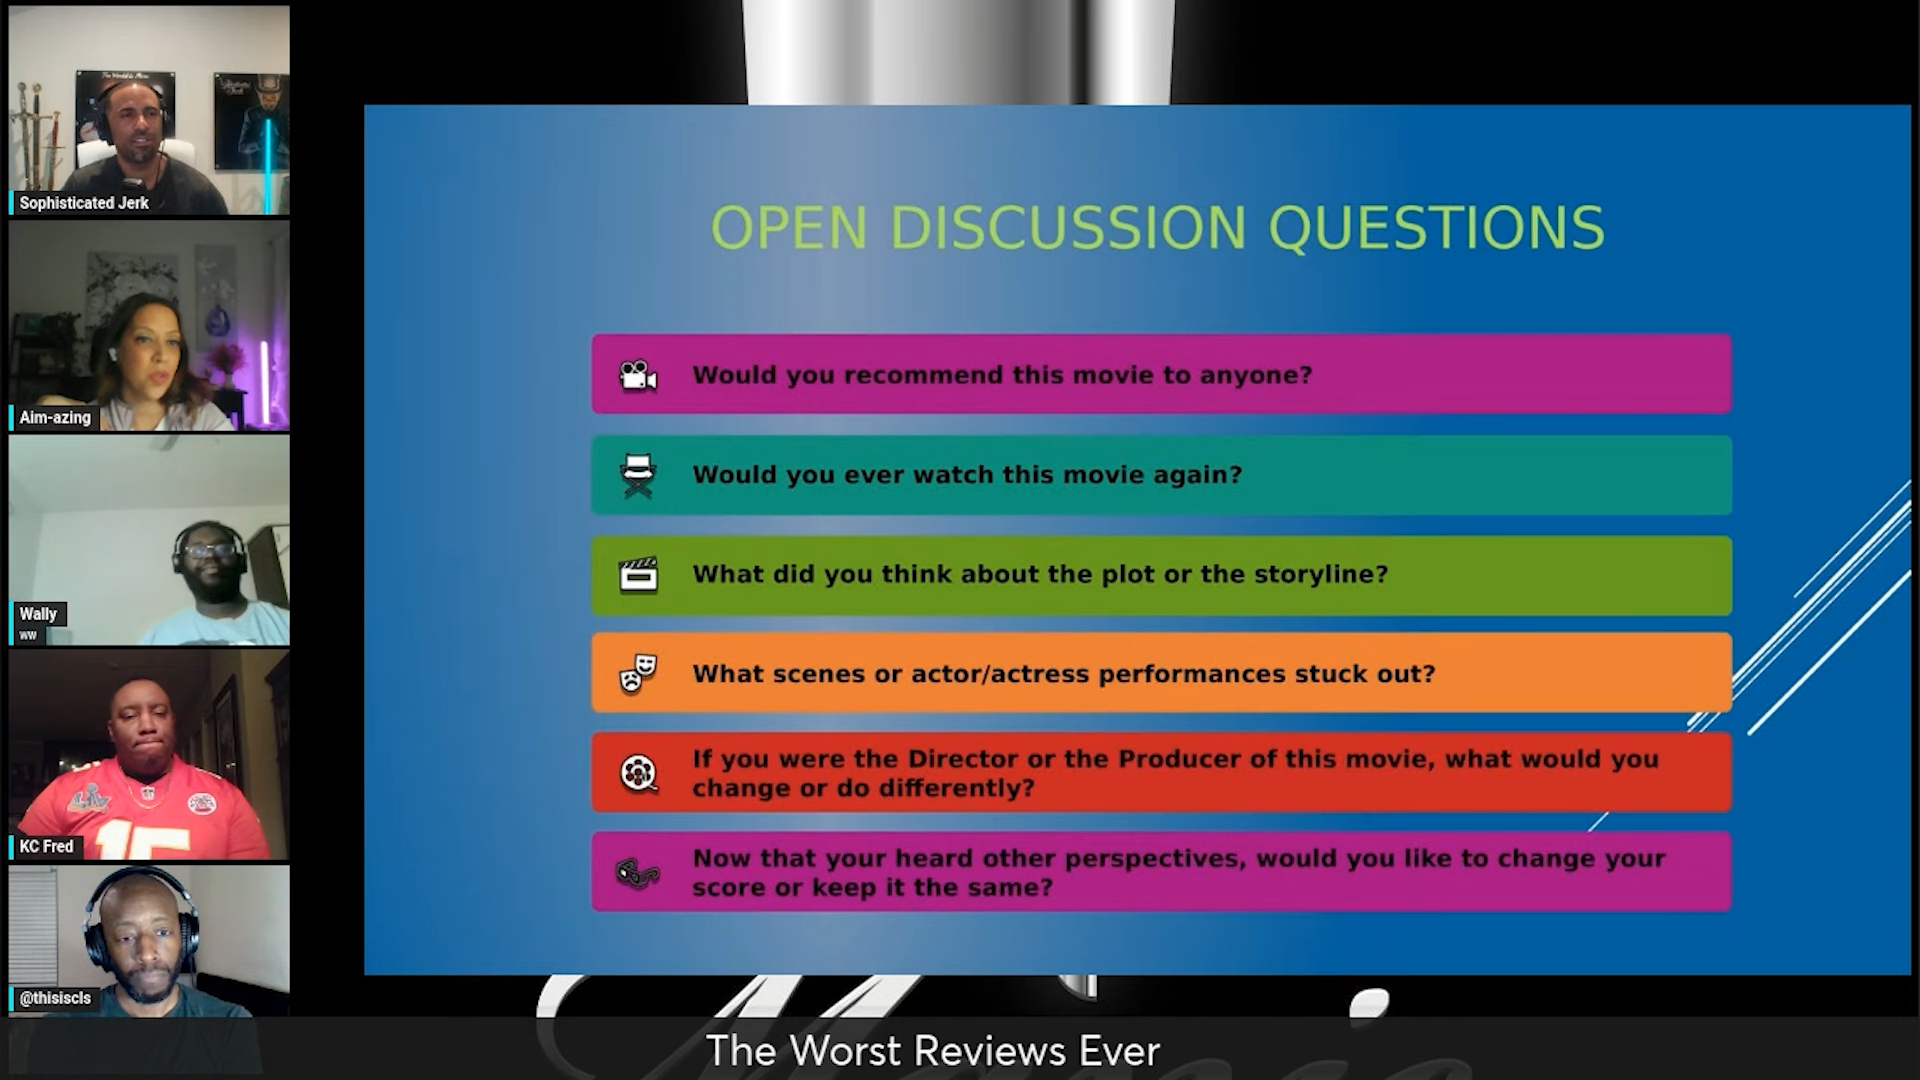 Sophisticated Jerk
Aim-azing
Wally
ww
KC Fred
15
@thisiscls
OPEN DISCUSSION QUESTIONS
Would you recommend this movie to anyone?
Would you ever watch this movie again?
What did you think about the plot or the storyline?
What scenes or actor/actress performances stuck out?
If you were the Director or the Producer of this movie, what would you
change or do differently?
Now that your heard other perspectives, would you like to change your
score or keep it the same?
The Worst Reviews Ever